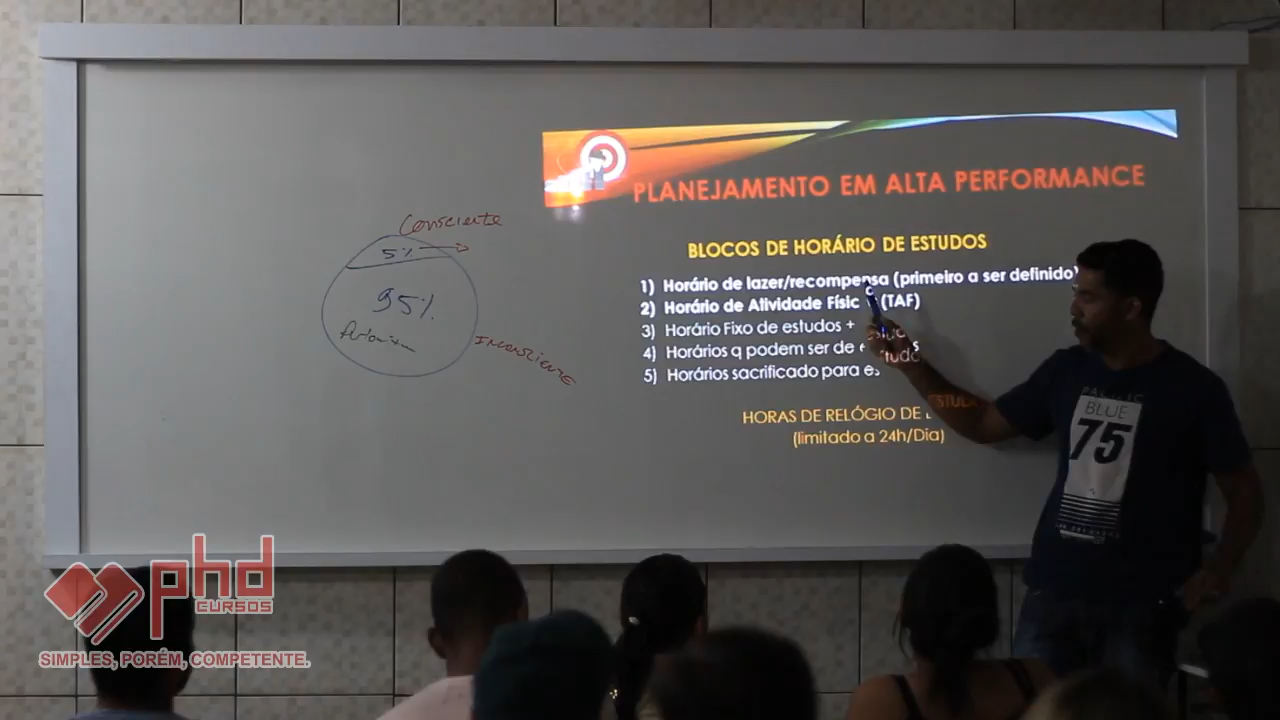 PLANEJAMENTO EM ALTA PERFORMANCE
BLOCOS DE HORÁRIO DE ESTUDOS
1) Horário de lazer/recompensa (primeiro a ser definido)
2) Horário de Atividade Físic (TAF)
3) Horário Fixo de estudos +
4) Horários q podem ser de
5) Horários sacrificado para
HORAS DE RELÓGIO DE
(limitado a 24h/Dia)
Consciente
5%
95%
Inconsciente
PACIFIC
BLUE
75
phd
CURSOS
SIMPLES, PORÉM, COMPETENTE.